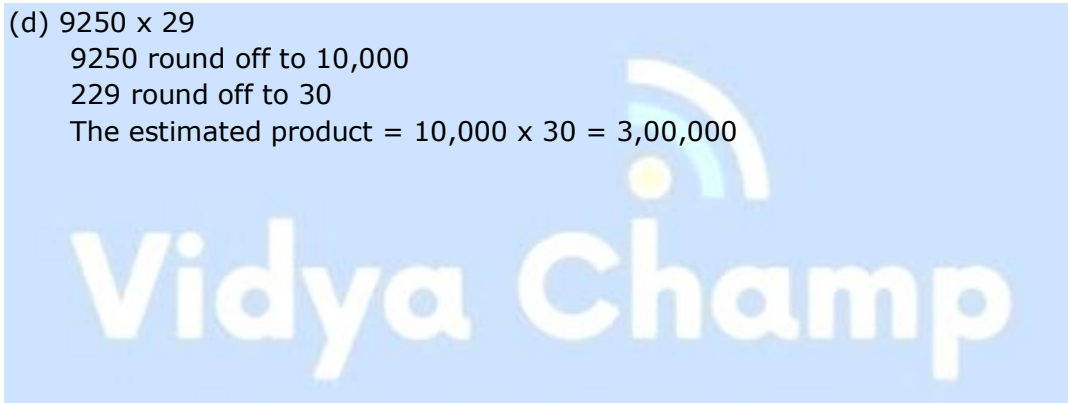 (d) 9250 x 29
9250 round off to 10,000
229 round off to 30
The estimated product = 10,000 x 30 = 3,00,000
Vidya Champ